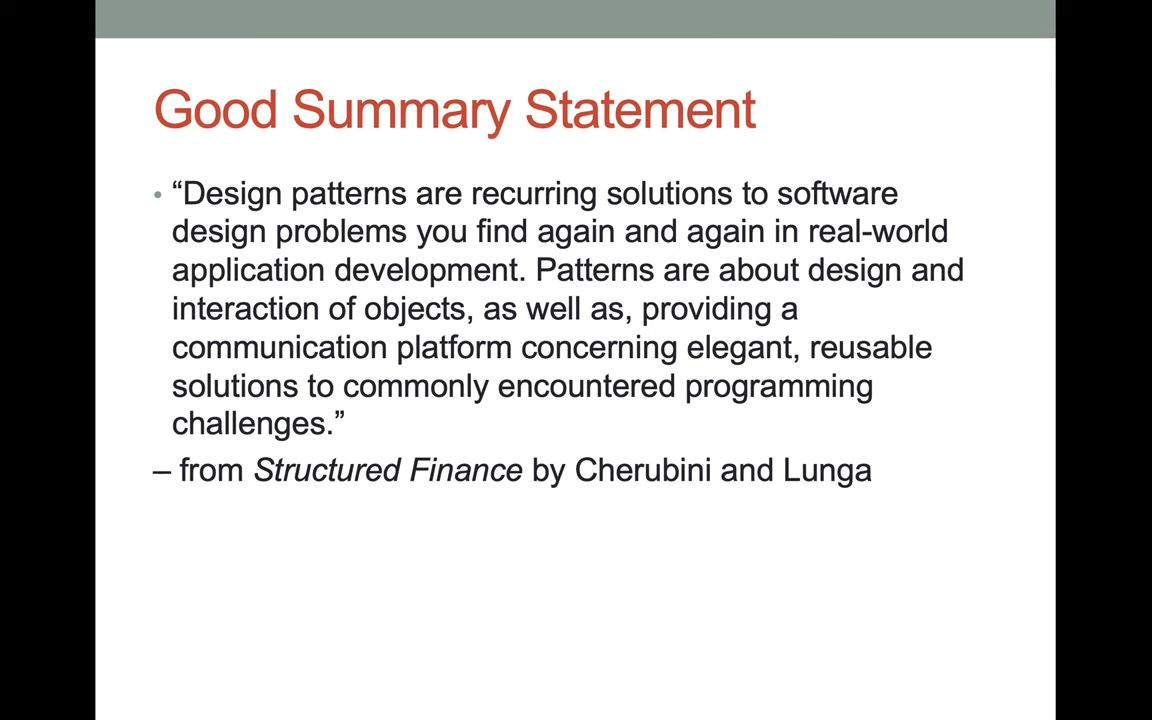 Good Summary Statement
• “Design patterns are recurring solutions to software
design problems you find again and again in real-world
application development. Patterns are about design and
interaction of objects, as well as, providing a
communication platform concerning elegant, reusable
solutions to commonly encountered programming
challenges.”
– from Structured Finance by Cherubini and Lunga